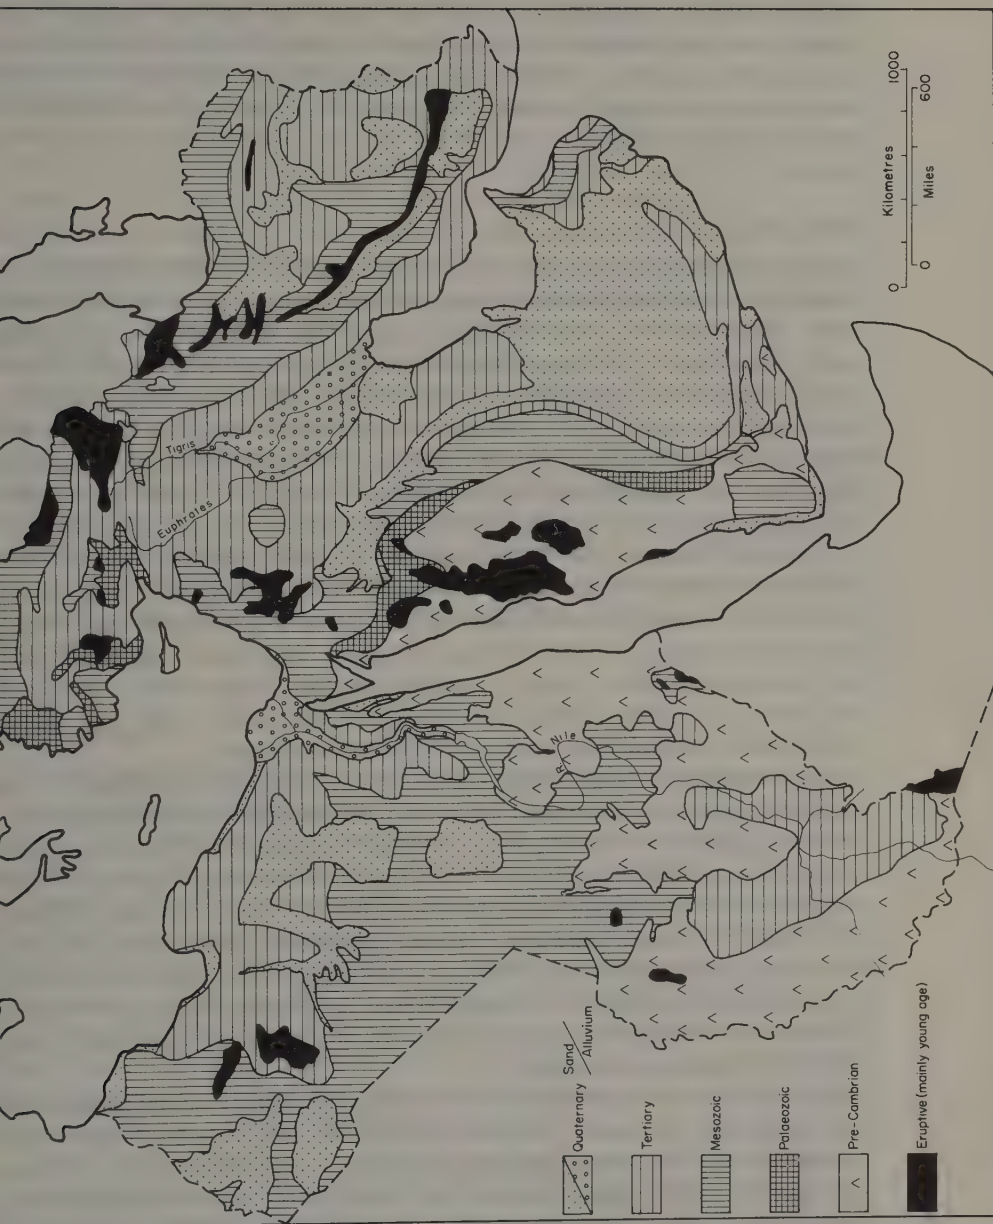 Tigris
Euphrates
R. Nile
Kilometres
0 1000
0 600
Miles
Quaternary Sand / Alluvium
Tertiary
Mesozoic
Palaeozoic
Pre-Cambrian
Eruptive (mainly young age)